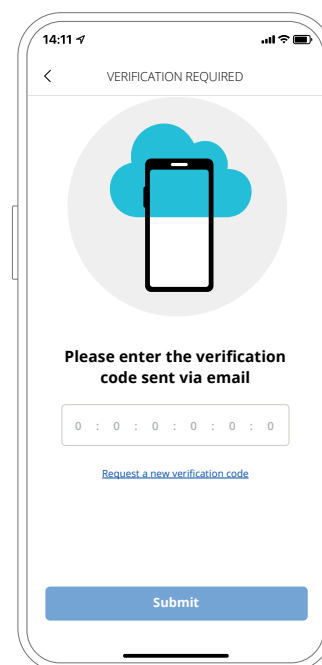 14:11
VERIFICATION REQUIRED
Please enter the verification
code sent via email
0 : 0 : 0 : 0 : 0 : 0
Request a new verification code
Submit